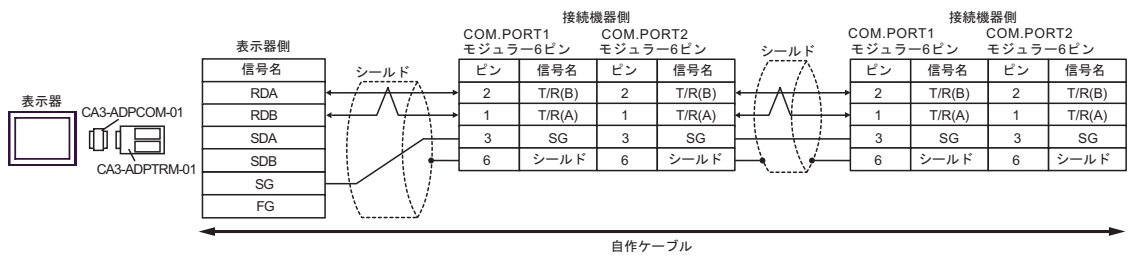 接続機器側
接続機器側
COM.PORT1 COM.PORT2
モジュラー6ピン モジュラー6ピン
COM.PORT1 COM.PORT2
モジュラー6ピン モジュラー6ピン
表示器側
シールド
シールド
信号名
ピン 信号名 ピン 信号名
ピン 信号名 ピン 信号名
RDA
2 T/R(B) 2 T/R(B)
2 T/R(B) 2 T/R(B)
表示器
CA3-ADPCOM-01
RDB
1 T/R(A) 1 T/R(A)
1 T/R(A) 1 T/R(A)
SDA
3 SG 3 SG
3 SG 3 SG
CA3-ADPTRM-01
SDB
6 シールド 6 シールド
6 シールド 6 シールド
SG
FG
自作ケーブル